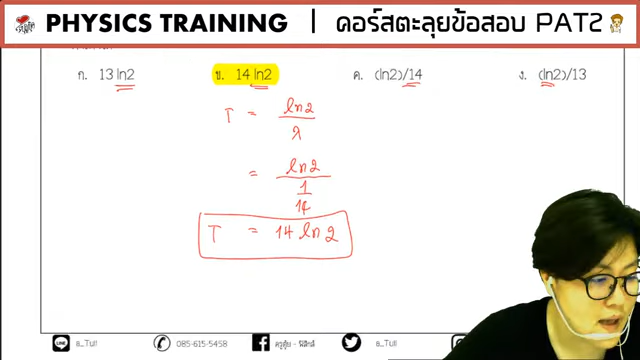 PHYSICS TRAINING | คอร์สตะลุยข้อสอบ PAT2
ก. 13 ln2 ข. 14 ln2 ค. (ln2)/14 ง. (ln2)/13
T = ln2
λ
= ln2
1
14
T = 14 ln 2
a_Tull 085-615-5458 ครูตุ้ย - ฟิสิกส์ a_Tull